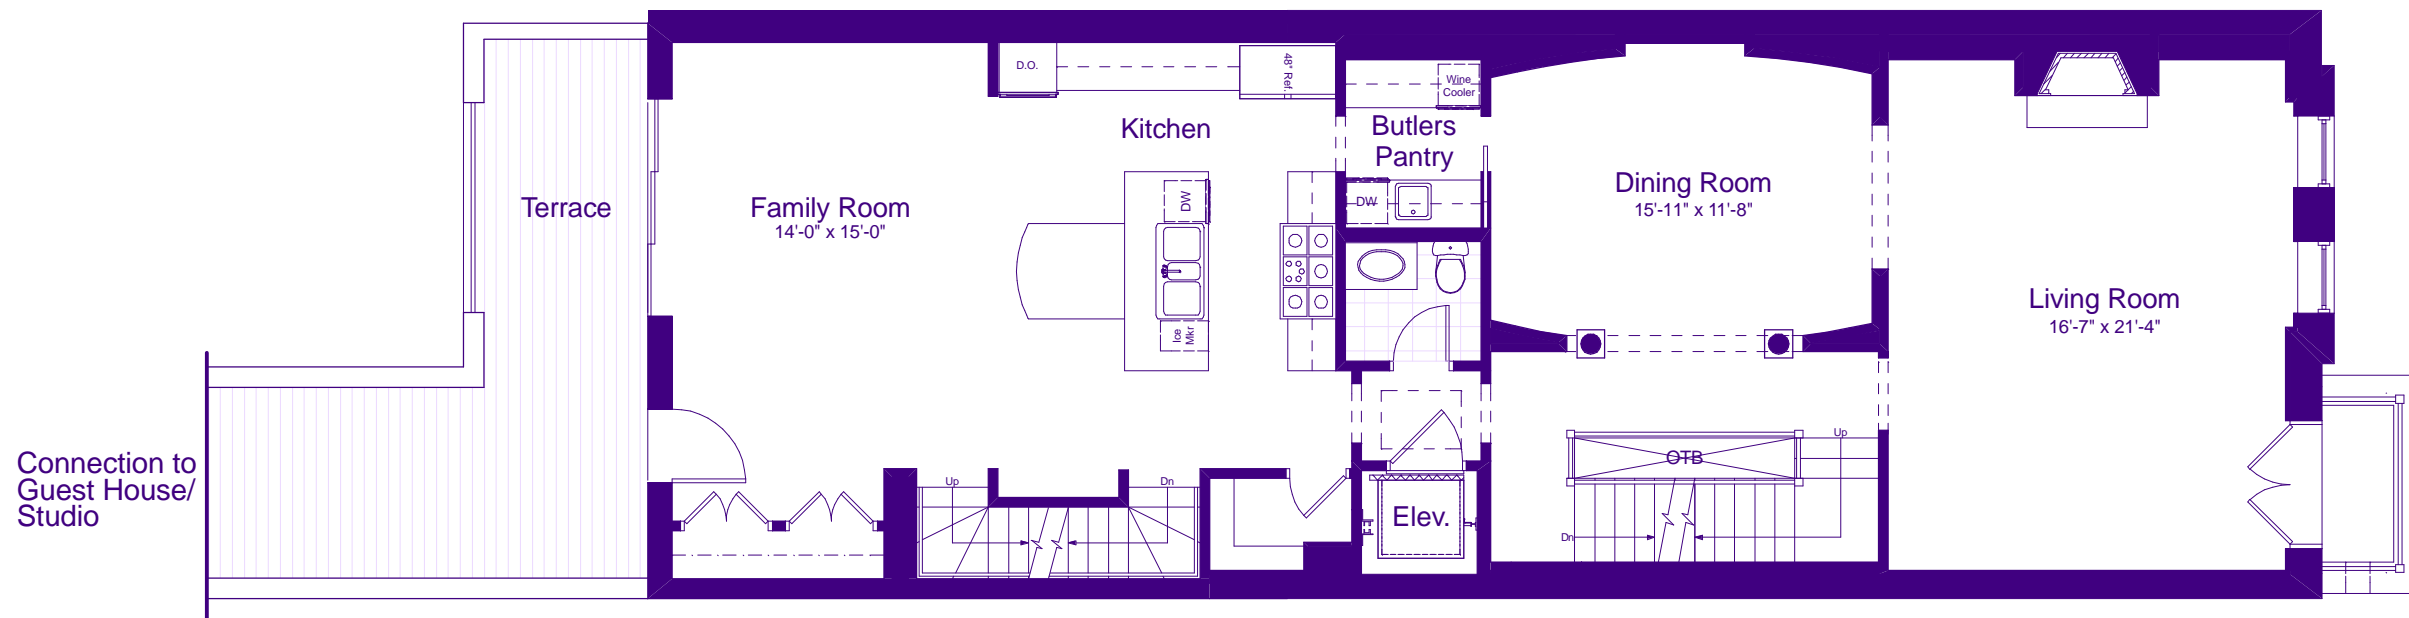 Terrace
Connection to
Guest House/
Studio
Family Room
14'-0" x 15'-0"
D.O.
48" Ref.
Kitchen
DW
Ice
Mkr
Up
Dn
Wine
Cooler
Butlers
Pantry
DW
Elev.
Dining Room
15'-11" x 11'-8"
Up
OTB
Dn
Living Room
16'-7" x 21'-4"